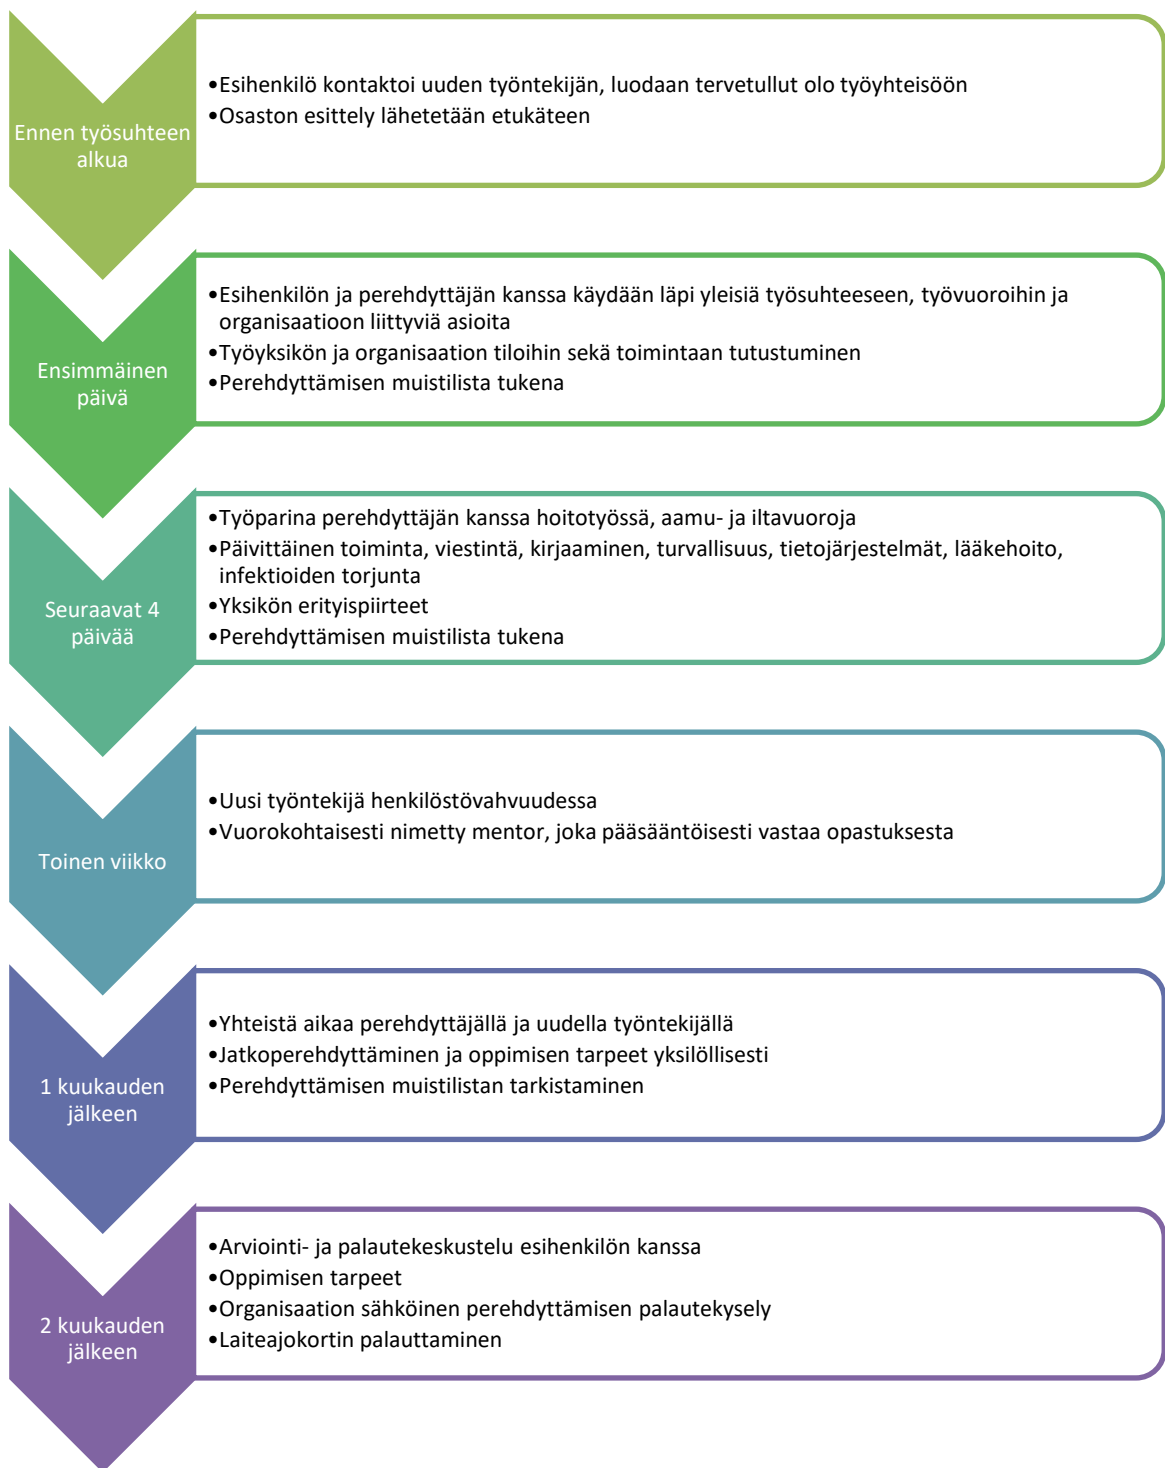 Ennen työsuhteen
alkua
•Esihenkilö kontaktoi uuden työntekijän, luodaan tervetullut olo työyhteisöön
•Osaston esittely lähetetään etukäteen
Ensimmäinen
päivä
•Esihenkilön ja perehdyttäjän kanssa käydään läpi yleisiä työsuhteeseen, työvuoroihin ja
organisaatioon liittyviä asioita
•Työyksikön ja organisaation tiloihin sekä toimintaan tutustuminen
•Perehdyttämisen muistilista tukena
Seuraavat 4
päivää
•Työparina perehdyttäjän kanssa hoitotyössä, aamu- ja iltavuoroja
•Päivittäinen toiminta, viestintä, kirjaaminen, turvallisuus, tietojärjestelmät, lääkehoito,
infektioiden torjunta
•Yksikön erityispiirteet
•Perehdyttämisen muistilista tukena
Toinen viikko
•Uusi työntekijä henkilöstövahvuudessa
•Vuorokohtaisesti nimetty mentor, joka pääsääntöisesti vastaa opastuksesta
1 kuukauden
jälkeen
•Yhteistä aikaa perehdyttäjällä ja uudella työntekijällä
•Jatkoperehdyttäminen ja oppimisen tarpeet yksilöllisesti
•Perehdyttämisen muistilistan tarkistaminen
2 kuukauden
jälkeen
•Arviointi- ja palautekeskustelu esihenkilön kanssa
•Oppimisen tarpeet
•Organisaation sähköinen perehdyttämisen palautekysely
•Laiteajokortin palauttaminen